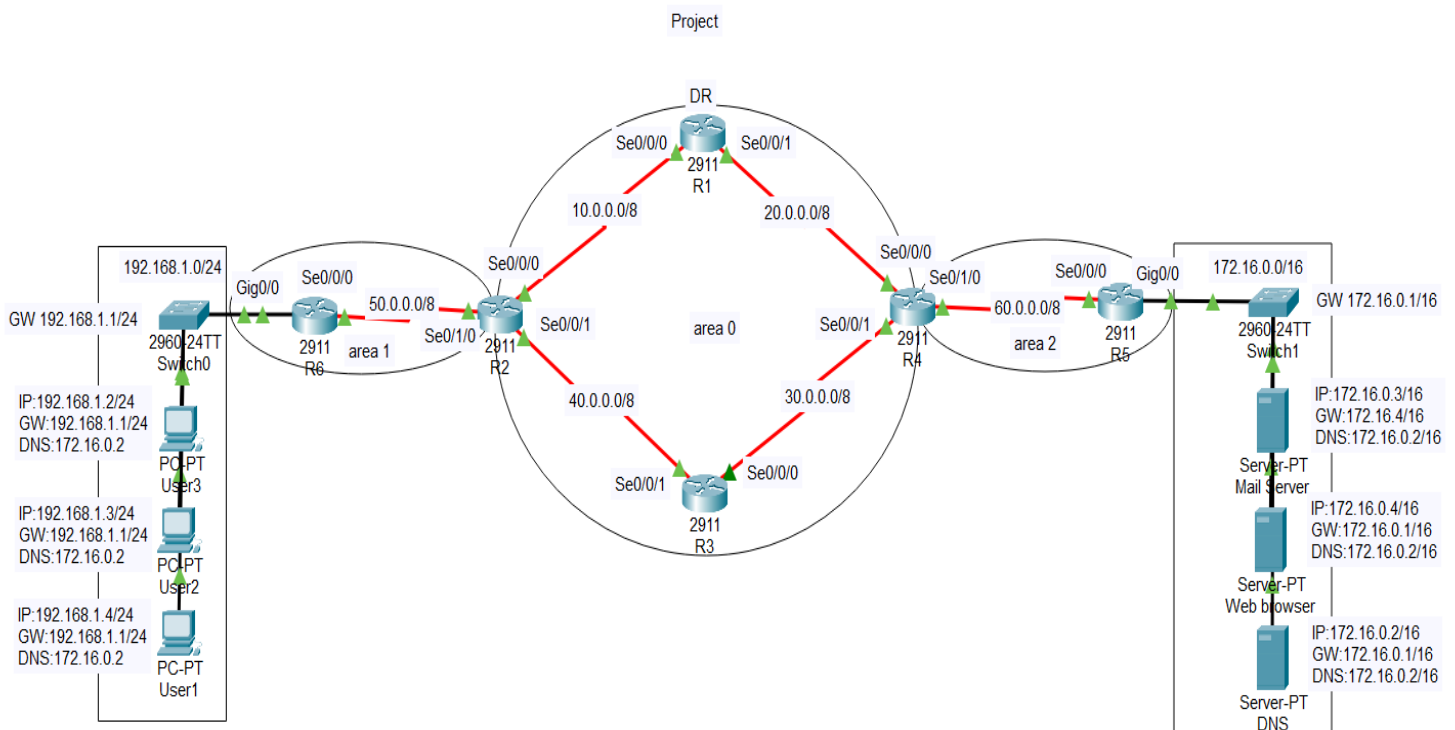 Project
DR
Se0/0/0
Se0/0/1
2911
R1
10.0.0.0/8
20.0.0.0/8
192.168.1.0/24
Gig0/0
Se0/0/0
50.0.0.0/8
Se0/0/0
Se0/1/0
Se0/0/1
2911
R6
area 1
2911
R2
area 0
Se0/0/0
Se0/1/0
Se0/0/1
2911
R4
60.0.0.0/8
area 2
Se0/0/0
Gig0/0
2911
R5
172.16.0.0/16
GW 192.168.1.1/24
2960-24TT
Switch0
GW 172.16.0.1/16
2960-24TT
Switch1
40.0.0.0/8
30.0.0.0/8
Se0/0/1
Se0/0/0
2911
R3
IP:192.168.1.2/24
GW:192.168.1.1/24
DNS:172.16.0.2
PC-PT
User3
IP:192.168.1.3/24
GW:192.168.1.1/24
DNS:172.16.0.2
PC-PT
User2
IP:192.168.1.4/24
GW:192.168.1.1/24
DNS:172.16.0.2
PC-PT
User1
IP:172.16.0.3/16
GW:172.16.4/16
DNS:172.16.0.2/16
Server-PT
Mail Server
IP:172.16.0.4/16
GW:172.16.0.1/16
DNS:172.16.0.2/16
Server-PT
Web browser
IP:172.16.0.2/16
GW:172.16.0.1/16
DNS:172.16.0.2/16
Server-PT
DNS